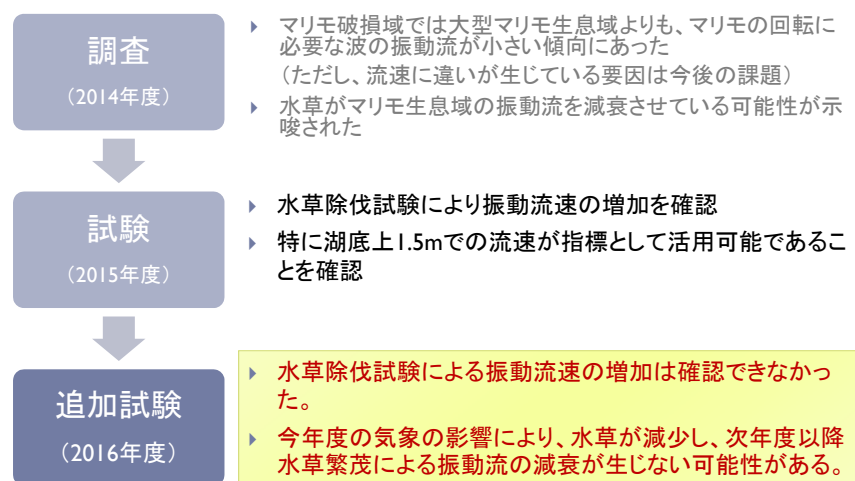 調査
（2014年度）
マリモ破損域では大型マリモ生息域よりも、マリモの回転に
必要な波の振動流が小さい傾向にあった
（ただし、流速に違いが生じている要因は今後の課題）
水草がマリモ生息域の振動流を減衰させている可能性が示
唆された
試験
（2015年度）
水草除伐試験により振動流速の増加を確認
特に湖底上1.5mでの流速が指標として活用可能であるこ
とを確認
追加試験
（2016年度）
水草除伐試験による振動流速の増加は確認できなかっ
た。
今年度の気象の影響により、水草が減少し、次年度以降
水草繁茂による振動流の減衰が生じない可能性がある。